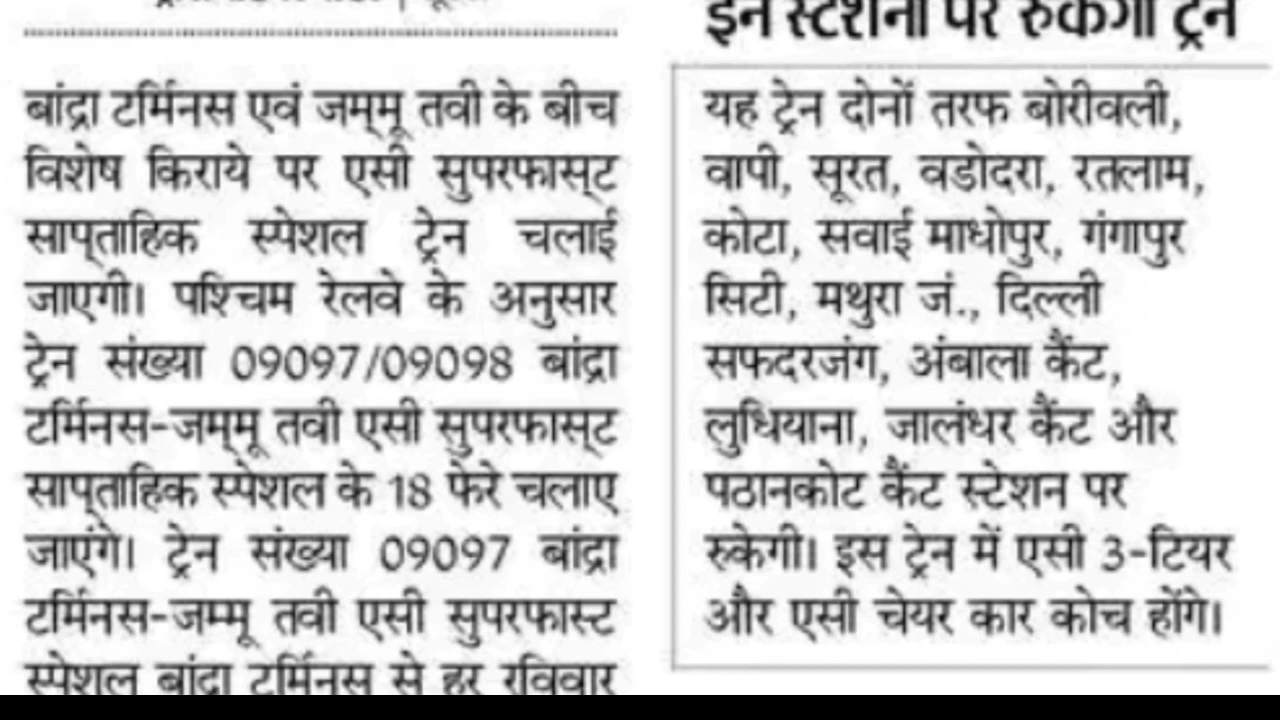 बांद्रा टर्मिनस एवं जम्मू तवी के बीच
विशेष किराये पर एसी सुपरफास्ट
साप्ताहिक स्पेशल ट्रेन चलाई
जाएगी। पश्चिम रेलवे के अनुसार
ट्रेन संख्या 09097/09098 बांद्रा
टर्मिनस-जम्मू तवी एसी सुपरफास्ट
साप्ताहिक स्पेशल के 18 फेरे चलाए
जाएंगे। ट्रेन संख्या 09097 बांद्रा
टर्मिनस-जम्मू तवी एसी सुपरफास्ट
स्पेशल बांद्रा टर्मिनस से हर रविवार
इन स्टेशनों पर रुकेगी ट्रेन
यह ट्रेन दोनों तरफ बोरीवली,
वापी, सूरत, वडोदरा, रतलाम,
कोटा, सवाई माधोपुर, गंगापुर
सिटी, मथुरा जं., दिल्ली
सफदरजंग, अंबाला कैंट,
लुधियाना, जालंधर कैंट और
पठानकोट कैंट स्टेशन पर
रुकेगी। इस ट्रेन में एसी 3-टियर
और एसी चेयर कार कोच होंगे।